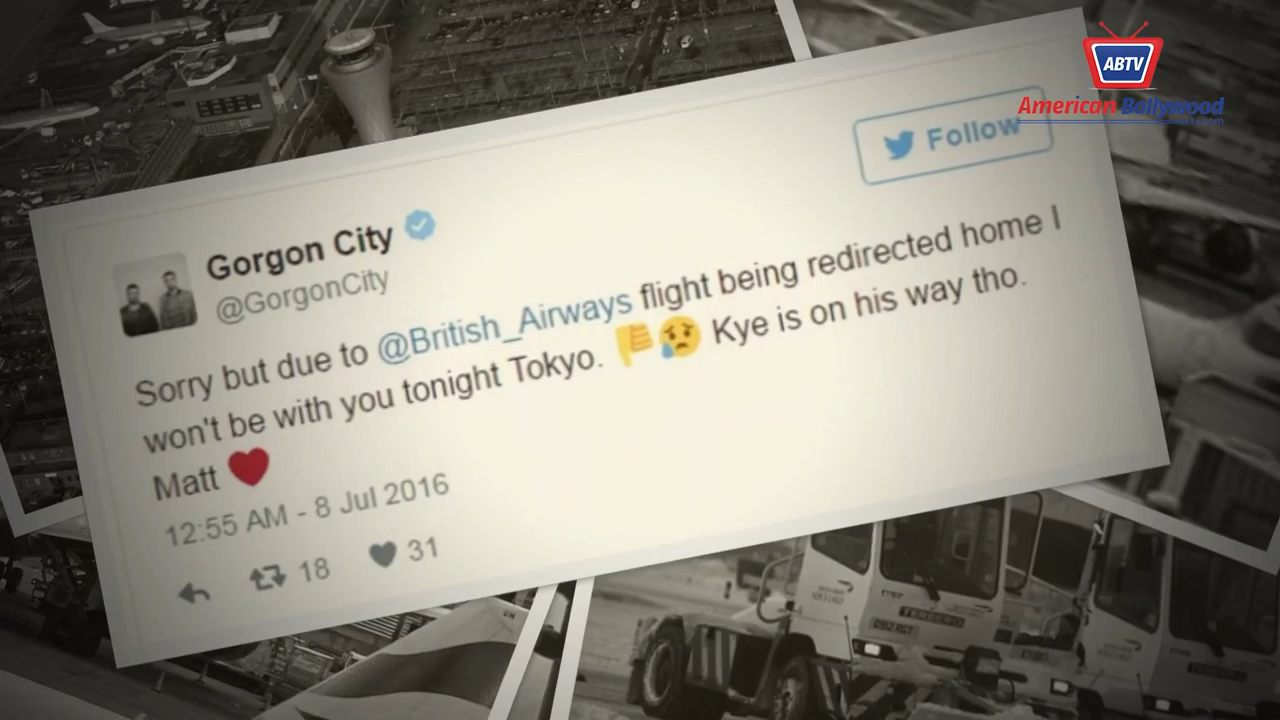 ABTV
American Bollywood
Follow
Gorgon City
@GorgonCity
Sorry but due to @British_Airways flight being redirected home I
won't be with you tonight Tokyo. 👎😥 Kye is on his way tho.
Matt ❤
12:55 AM - 8 Jul 2016
18 31
TERBERG